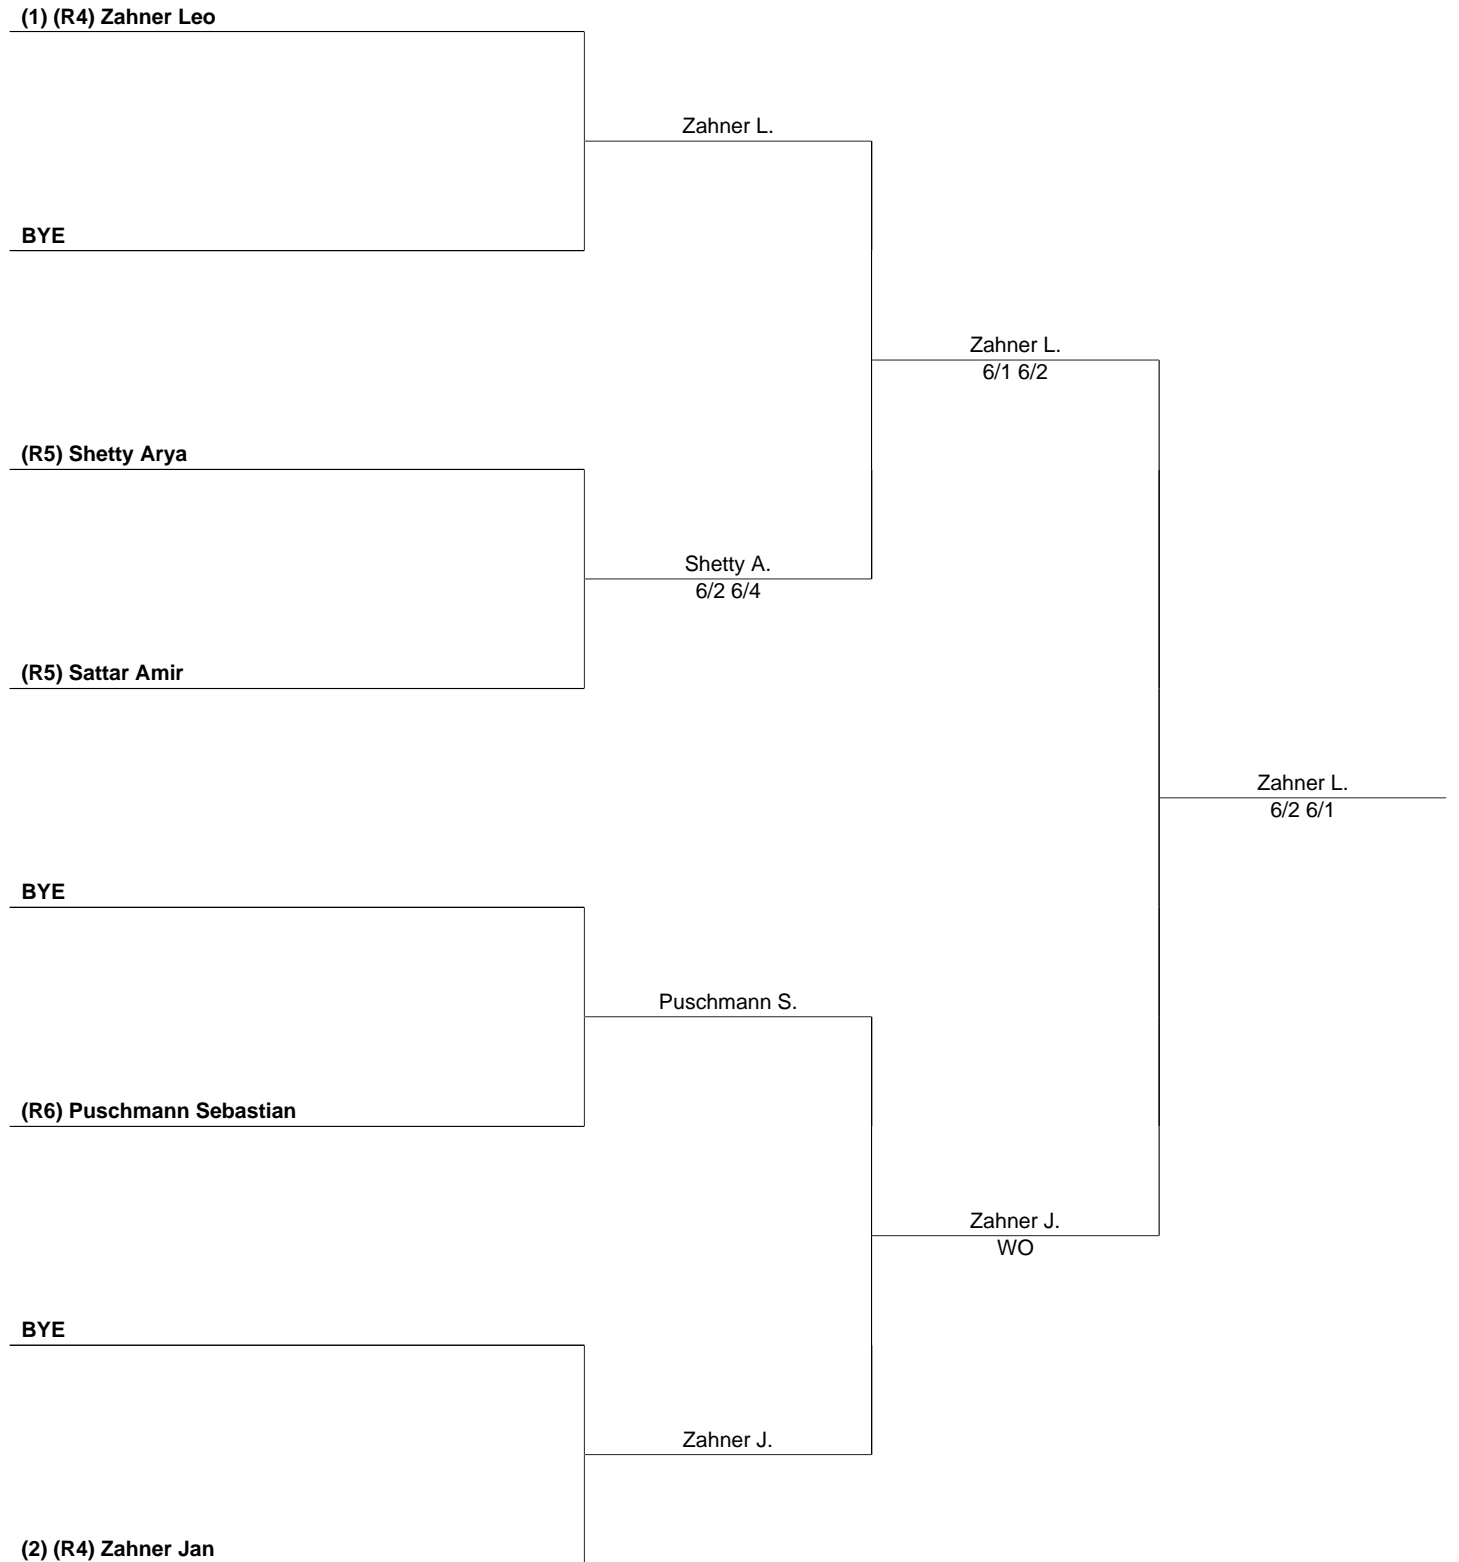 (1) (R4) Zahner Leo
Zahner L.
BYE
Zahner L.
6/1 6/2
(R5) Shetty Arya
Shetty A.
6/2 6/4
(R5) Sattar Amir
Zahner L.
6/2 6/1
BYE
Puschmann S.
(R6) Puschmann Sebastian
Zahner J.
WO
BYE
Zahner J.
(2) (R4) Zahner Jan